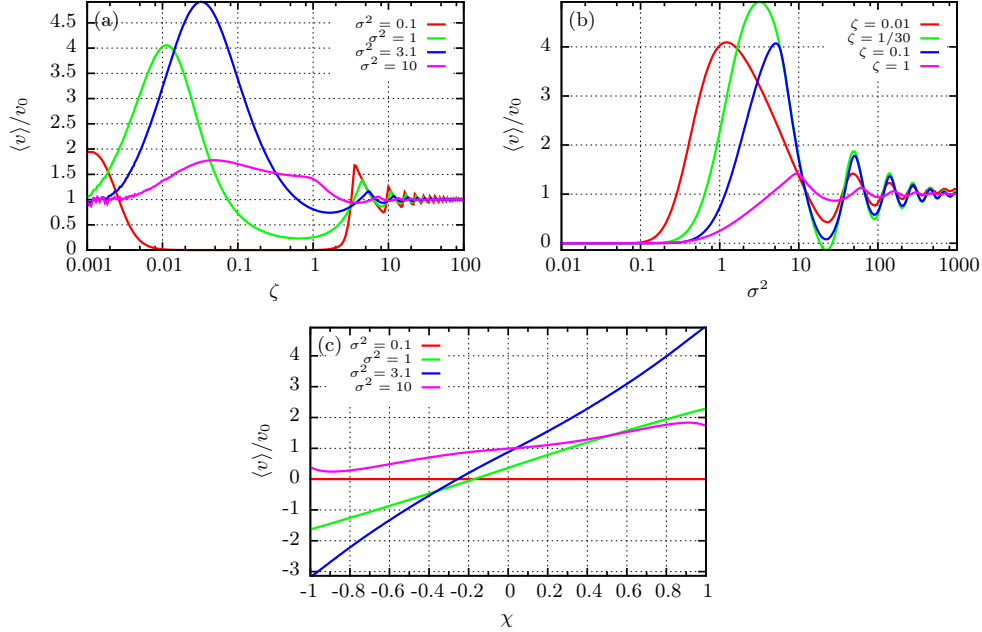 (a)
σ² = 0.1
σ² = 1
σ² = 3.1
σ² = 10
⟨v⟩/v₀
4.5
4
3.5
3
2.5
2
1.5
1
0.5
0
0.001 0.01 0.1 1 10 100
ζ
(b)
ζ = 0.01
ζ = 1/30
ζ = 0.1
ζ = 1
⟨v⟩/v₀
4
3
2
1
0
0.01 0.1 1 10 100 1000
σ²
(c)
σ² = 0.1
σ² = 1
σ² = 3.1
σ² = 10
⟨v⟩/v₀
4
3
2
1
0
-1
-2
-3
-1 -0.8 -0.6 -0.4 -0.2 0 0.2 0.4 0.6 0.8 1
χ